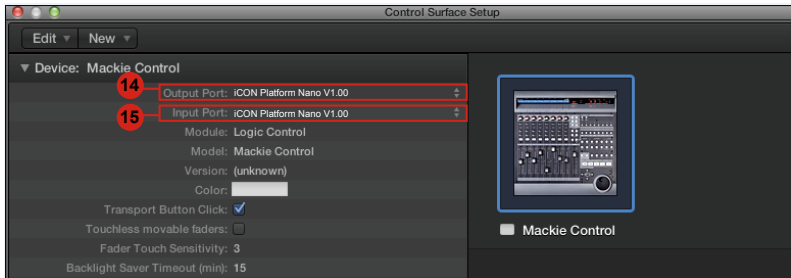 Control Surface Setup
Edit New
Device: Mackie Control
14 Output Port: iCON Platform Nano V1.00
15 Input Port: iCON Platform Nano V1.00
Module: Logic Control
Model: Mackie Control
Version: (unknown)
Color:
Transport Button Click:
Touchless movable faders:
Fader Touch Sensitivity: 3
Backlight Saver Timeout (min): 15
Mackie Control